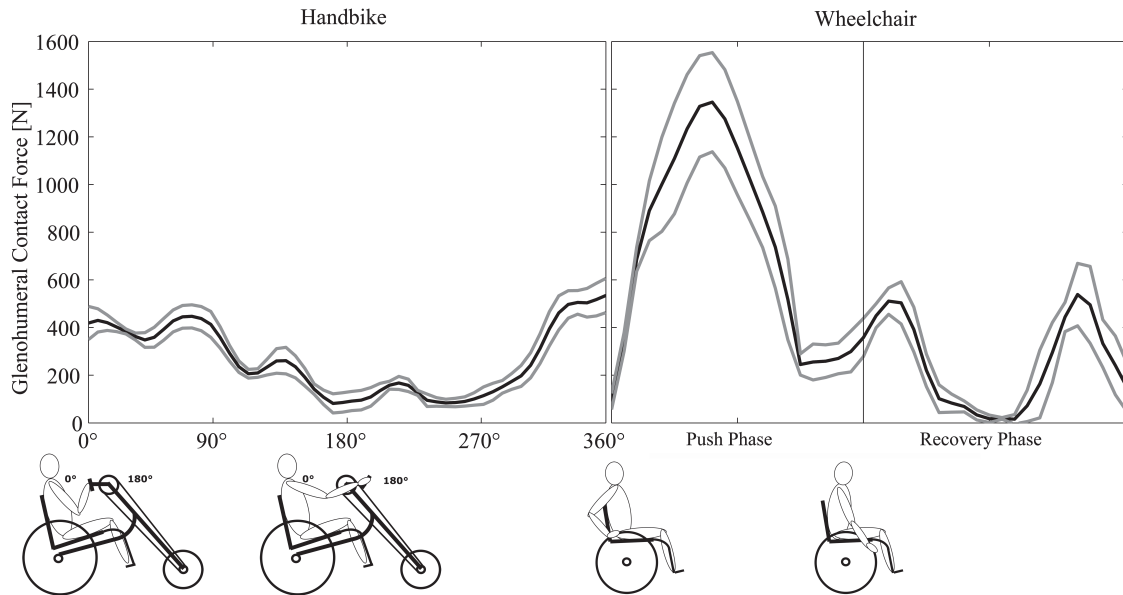 Handbike
Wheelchair
Glenohumeral Contact Force [N]
1600
1400
1200
1000
800
600
400
200
0
0° 90° 180° 270° 360°
Push Phase Recovery Phase
0° 180°
0° 180°